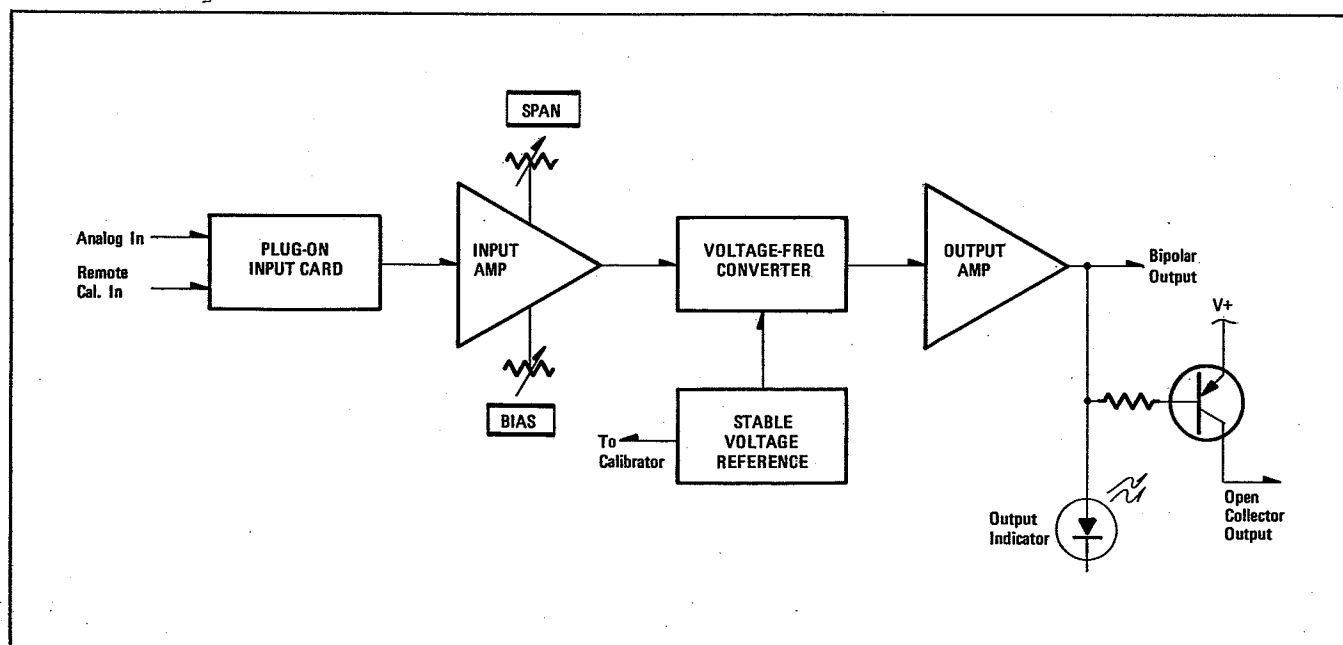 SPAN
Analog In
Remote
Cal. In
PLUG-ON
INPUT CARD
INPUT
AMP
BIAS
VOLTAGE-FREQ
CONVERTER
To
Calibrator
STABLE
VOLTAGE
REFERENCE
OUTPUT
AMP
Bipolar
Output
V+
Output
Indicator
Open
Collector
Output